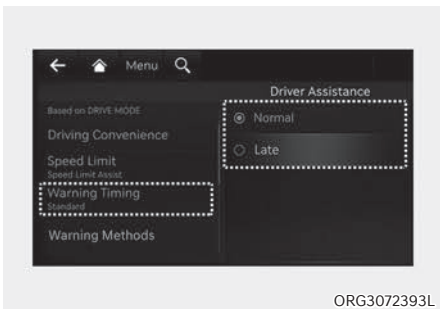 Menu
Driver Assistance
Based on DRIVE MODE
Driving Convenience
Speed Limit
Speed Limit Assist
Warning Timing
Standard
Warning Methods
Normal
Late
ORG3072393L